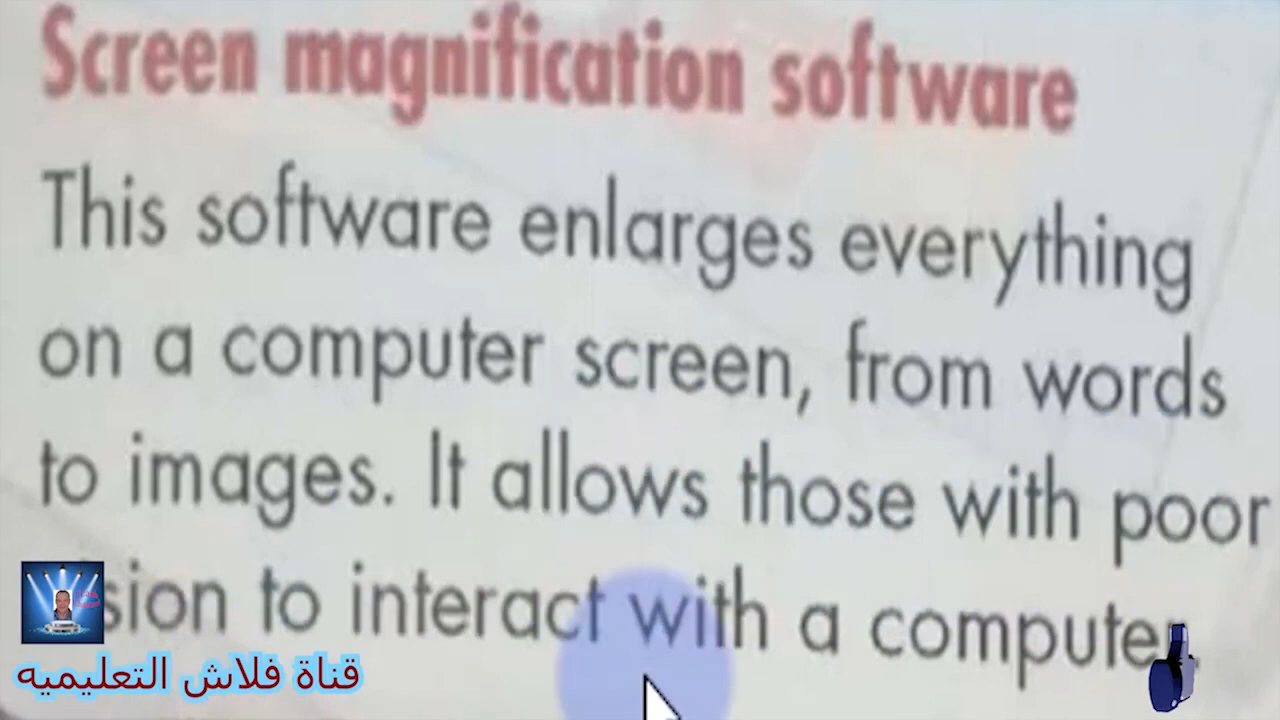 Screen magnification software
This software enlarges everything
on a computer screen, from words
to images. It allows those with poor
sion to interact with a computer
قناة فلاش التعليميه